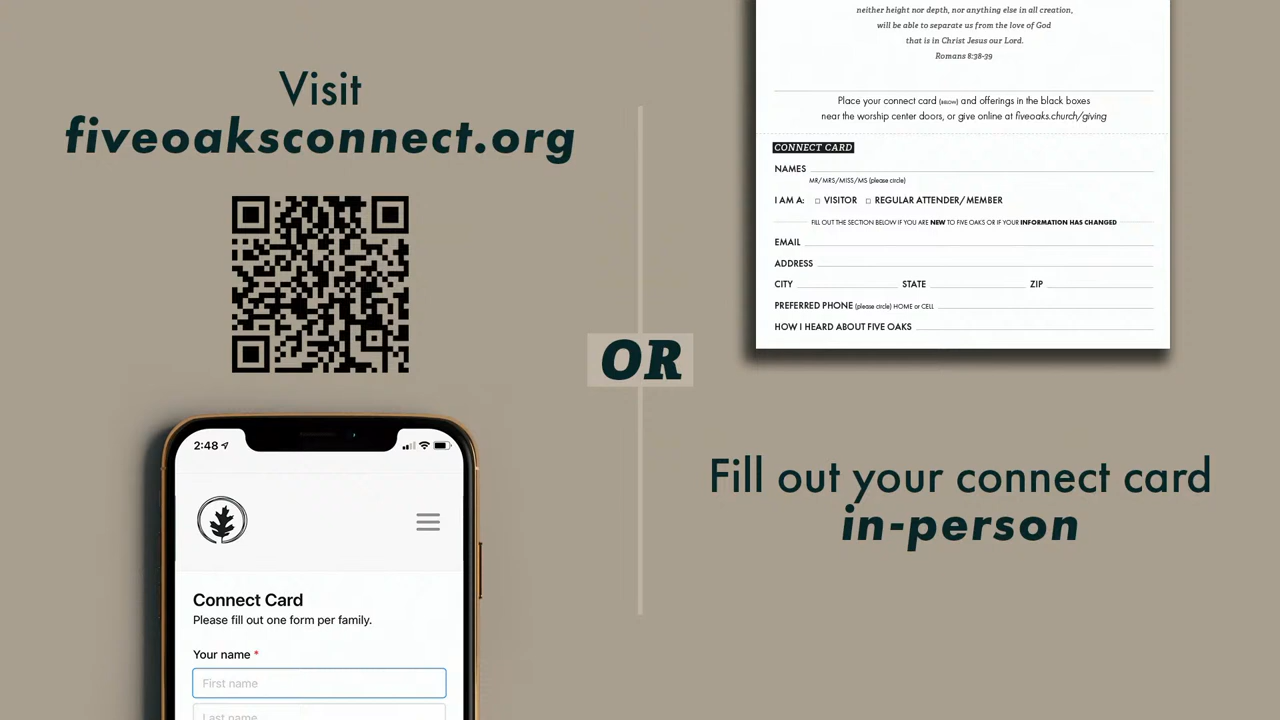 Visit
fiveoaksconnect.org
2:48
Connect Card
Please fill out one form per family.
Your name *
First name
Last name
OR
neither height nor depth, nor anything else in all creation,
will be able to separate us from the love of God
that is in Christ Jesus our Lord.
Romans 8:38-39
Place your connect card (BELOW) and offerings in the black boxes
near the worship center doors, or give online at fiveoaks.church/giving
CONNECT CARD
NAMES
MR/MRS/MISS/MS (please circle)
I AM A: □ VISITOR □ REGULAR ATTENDER/MEMBER
FILL OUT THE SECTION BELOW IF YOU ARE NEW TO FIVE OAKS OR IF YOUR INFORMATION HAS CHANGED
EMAIL
ADDRESS
CITY STATE ZIP
PREFERRED PHONE (please circle) HOME or CELL
HOW I HEARD ABOUT FIVE OAKS
Fill out your connect card
in-person